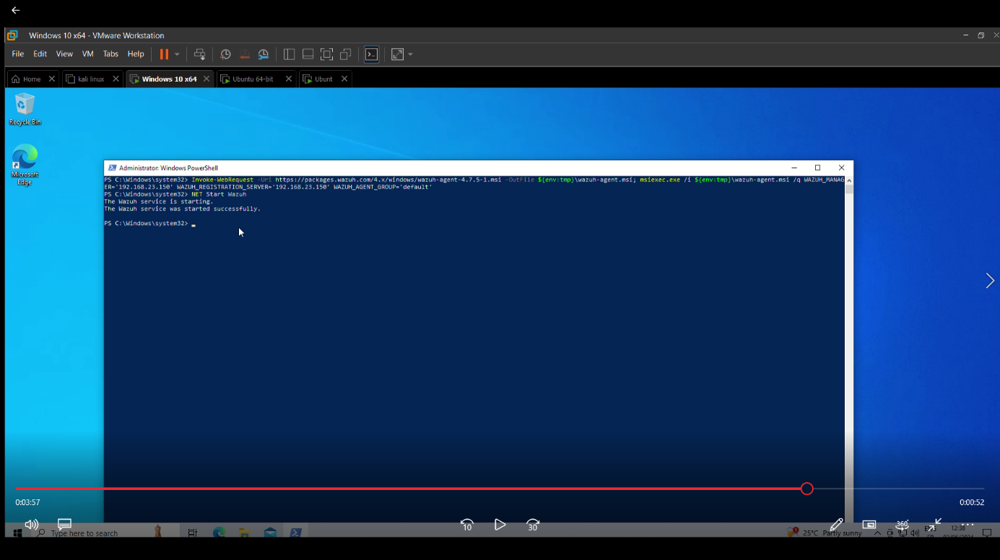 Windows 10 x64 - VMware Workstation
File Edit View VM Tabs Help
Home kali linux Windows 10 x64 Ubuntu 64-bit Ubunt
Recycle Bin
Microsoft
Edge
Administrator: Windows PowerShell
PS C:\Windows\system32> Invoke-WebRequest -Uri https://packages.wazuh.com/4.x/windows/wazuh-agent-4.7.5-1.msi -OutFile ${env:tmp}\wazuh-agent.msi; msiexec.exe /i ${env:tmp}\wazuh-agent.msi /q WAZUH_MANAG
ER='192.168.23.150' WAZUH_REGISTRATION_SERVER='192.168.23.150' WAZUH_AGENT_GROUP='default'
PS C:\Windows\system32> NET Start Wazuh
The Wazuh service is starting.
The Wazuh service was started successfully.
PS C:\Windows\system32>
0:03:57 0:00:52
10 30 360°
Type here to search 25°C Partly sunny 12:38
02/06/2024